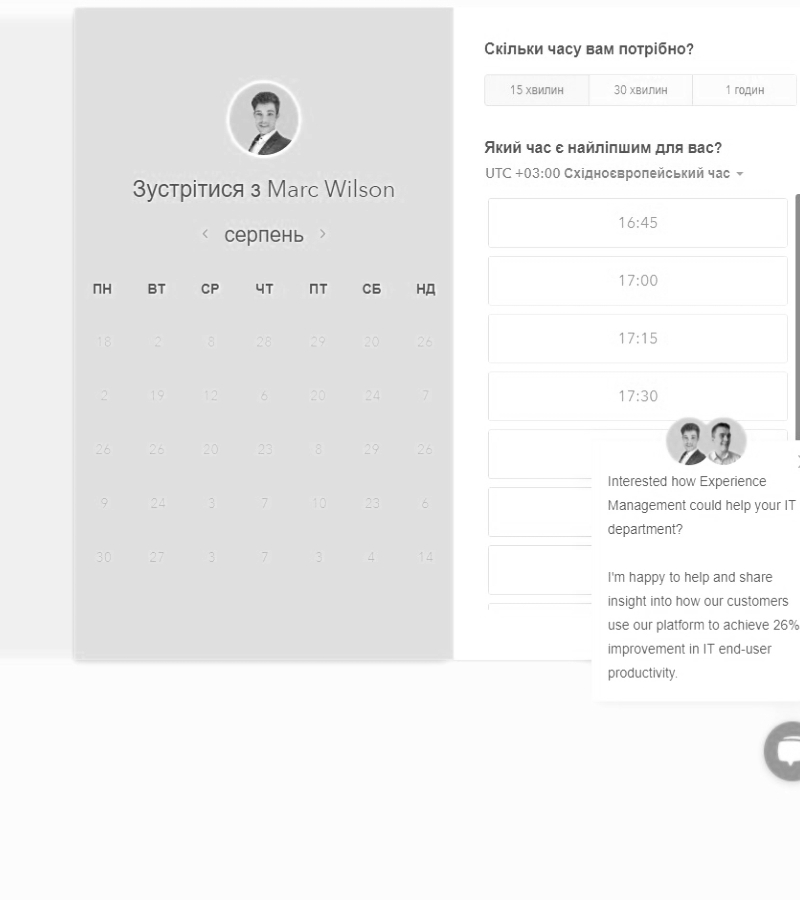 Зустрітися з Marc Wilson
серпень
ПН ВТ СР ЧТ ПТ СБ НД
18 2 8 28 29 20 26
2 19 12 6 20 24 7
26 26 20 23 8 29 26
9 24 3 7 10 23 6
30 27 3 7 3 4 14
Скільки часу вам потрібно?
15 хвилин 30 хвилин 1 годин
Який час є найліпшим для вас?
UTC +03:00 Східноєвропейський час
16:45
17:00
17:15
17:30
Interested how Experience
Management could help your IT
department?
I'm happy to help and share
insight into how our customers
use our platform to achieve 26%
improvement in IT end-user
productivity.